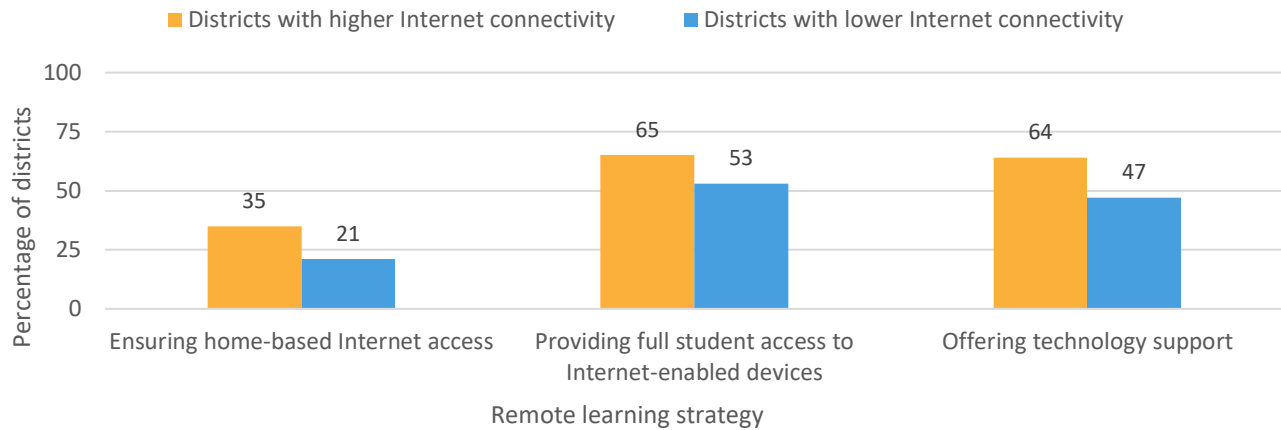 Districts with higher Internet connectivity Districts with lower Internet connectivity
Percentage of districts
100
75
50
25
0
35
21
65
53
64
47
Ensuring home-based Internet access
Providing full student access to
Internet-enabled devices
Offering technology support
Remote learning strategy